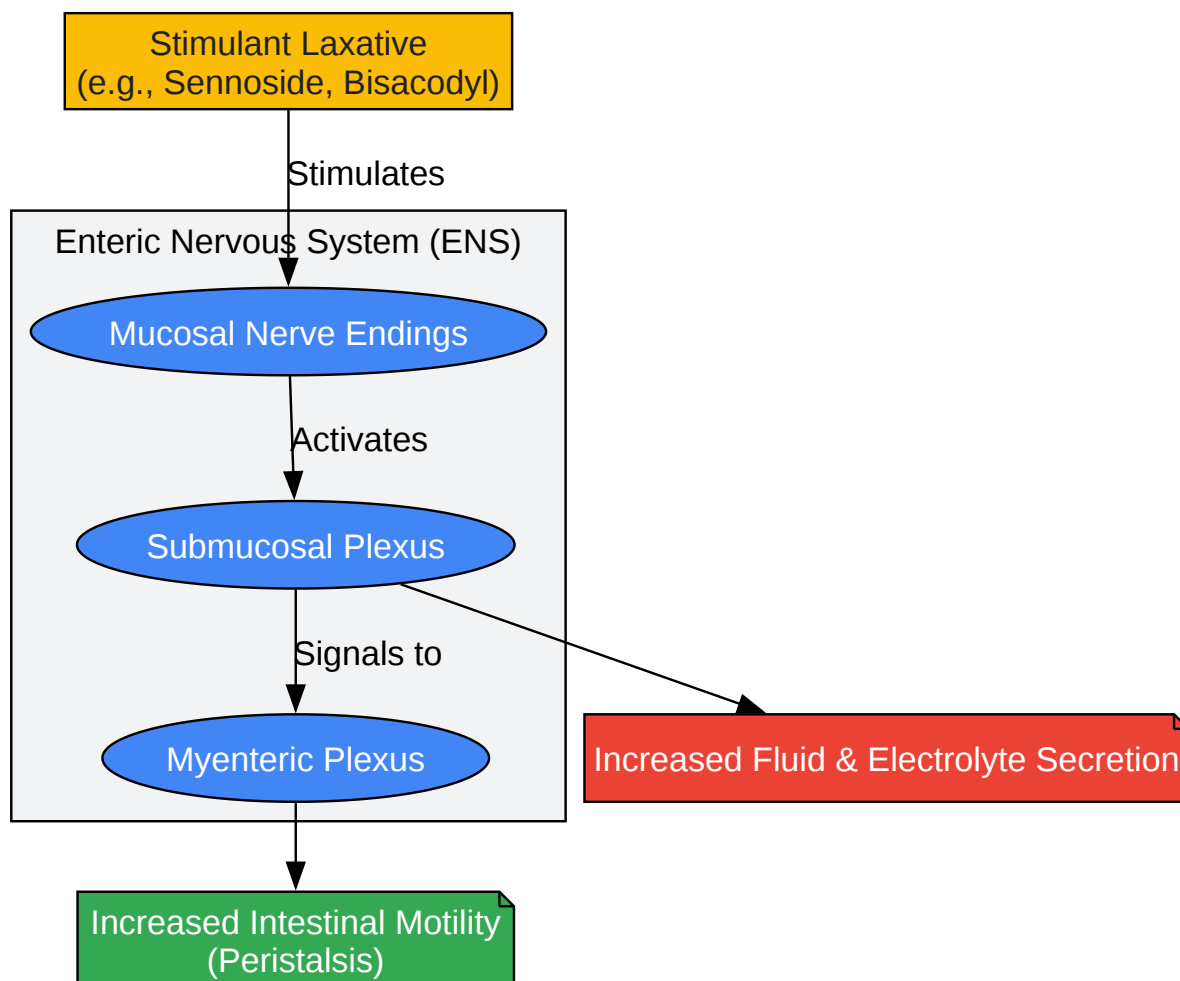 Stimulant Laxative
(e.g., Sennoside, Bisacodyl)
Stimulates
Enteric Nervous System (ENS)
Mucosal Nerve Endings
Activates
Submucosal Plexus
Signals to
Myenteric Plexus
Increased Fluid & Electrolyte Secretion
Increased Intestinal Motility
(Peristalsis)